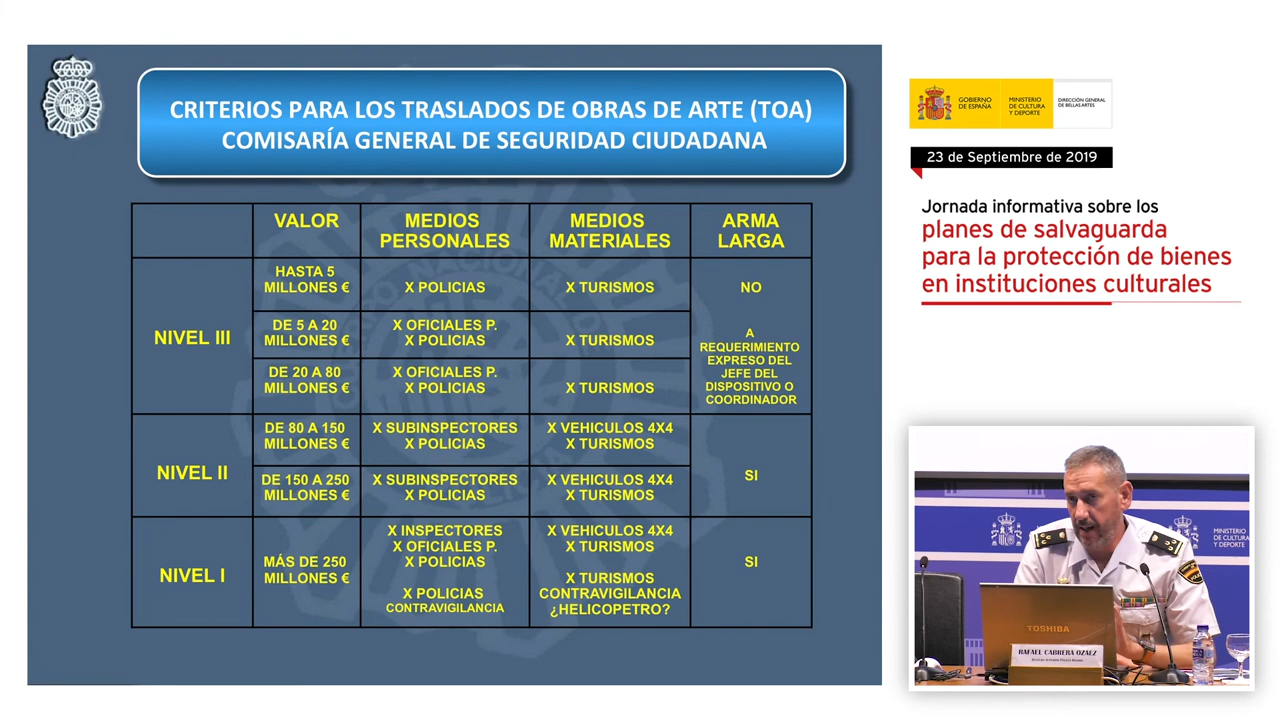 CRITERIOS PARA LOS TRASLADOS DE OBRAS DE ARTE (TOA)
COMISARÍA GENERAL DE SEGURIDAD CIUDADANA
VALOR
MEDIOS
PERSONALES
MEDIOS
MATERIALES
ARMA
LARGA
NIVEL III
HASTA 5
MILLONES €
X POLICIAS
X TURISMOS
NO
DE 5 A 20
MILLONES €
X OFICIALES P.
X POLICIAS
X TURISMOS
A
REQUERIMIENTO
EXPRESO DEL
JEFE DEL
DISPOSITIVO O
COORDINADOR
DE 20 A 80
MILLONES €
X OFICIALES P.
X POLICIAS
X TURISMOS
NIVEL II
DE 80 A 150
MILLONES €
X SUBINSPECTORES
X POLICIAS
X VEHICULOS 4X4
X TURISMOS
SI
DE 150 A 250
MILLONES €
X SUBINSPECTORES
X POLICIAS
X VEHICULOS 4X4
X TURISMOS
NIVEL I
MÁS DE 250
MILLONES €
X INSPECTORES
X OFICIALES P.
X POLICIAS
X POLICIAS
CONTRAVIGILANCIA
X VEHICULOS 4X4
X TURISMOS
X TURISMOS
CONTRAVIGILANCIA
¿HELICOPETRO?
SI
GOBIERNO
DE ESPAÑA
MINISTERIO
DE CULTURA
Y DEPORTE
DIRECCIÓN GENERAL
DE BELLAS ARTES
23 de Septiembre de 2019
Jornada informativa sobre los
planes de salvaguarda
para la protección de bienes
en instituciones culturales
MINISTERIO
DE CULTURA
Y DEPORTE
TOSHIBA
RAFAEL CABRERA OZAEZ